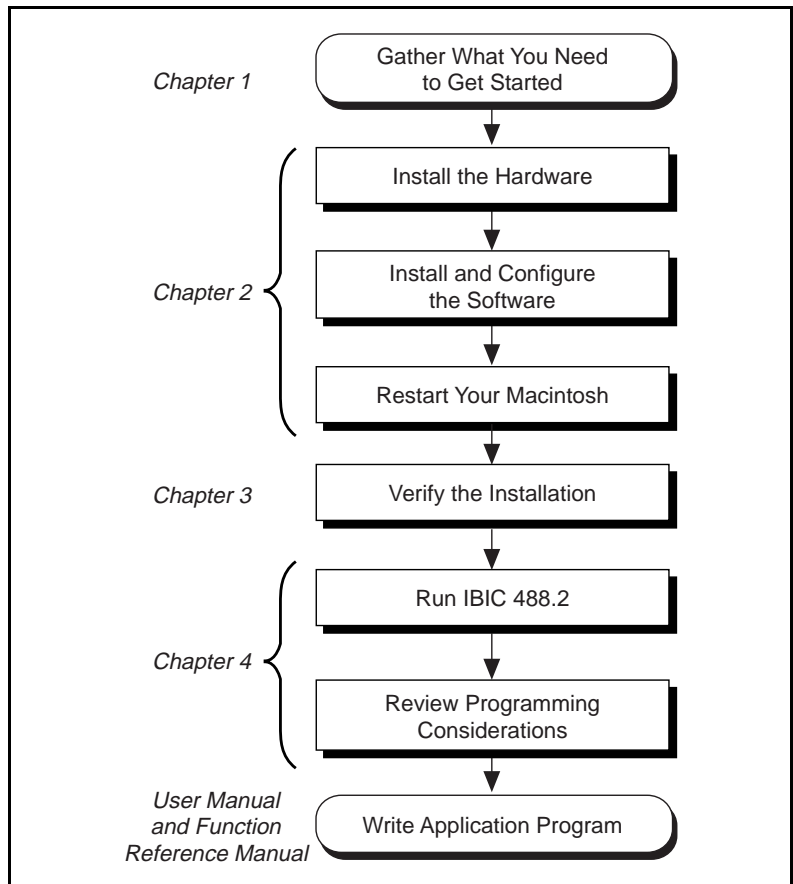 Chapter 1
Gather What You Need
to Get Started
Install the Hardware
Chapter 2
Install and Configure
the Software
Restart Your Macintosh
Chapter 3
Verify the Installation
Run IBIC 488.2
Chapter 4
Review Programming
Considerations
User Manual
and Function
Reference Manual
Write Application Program